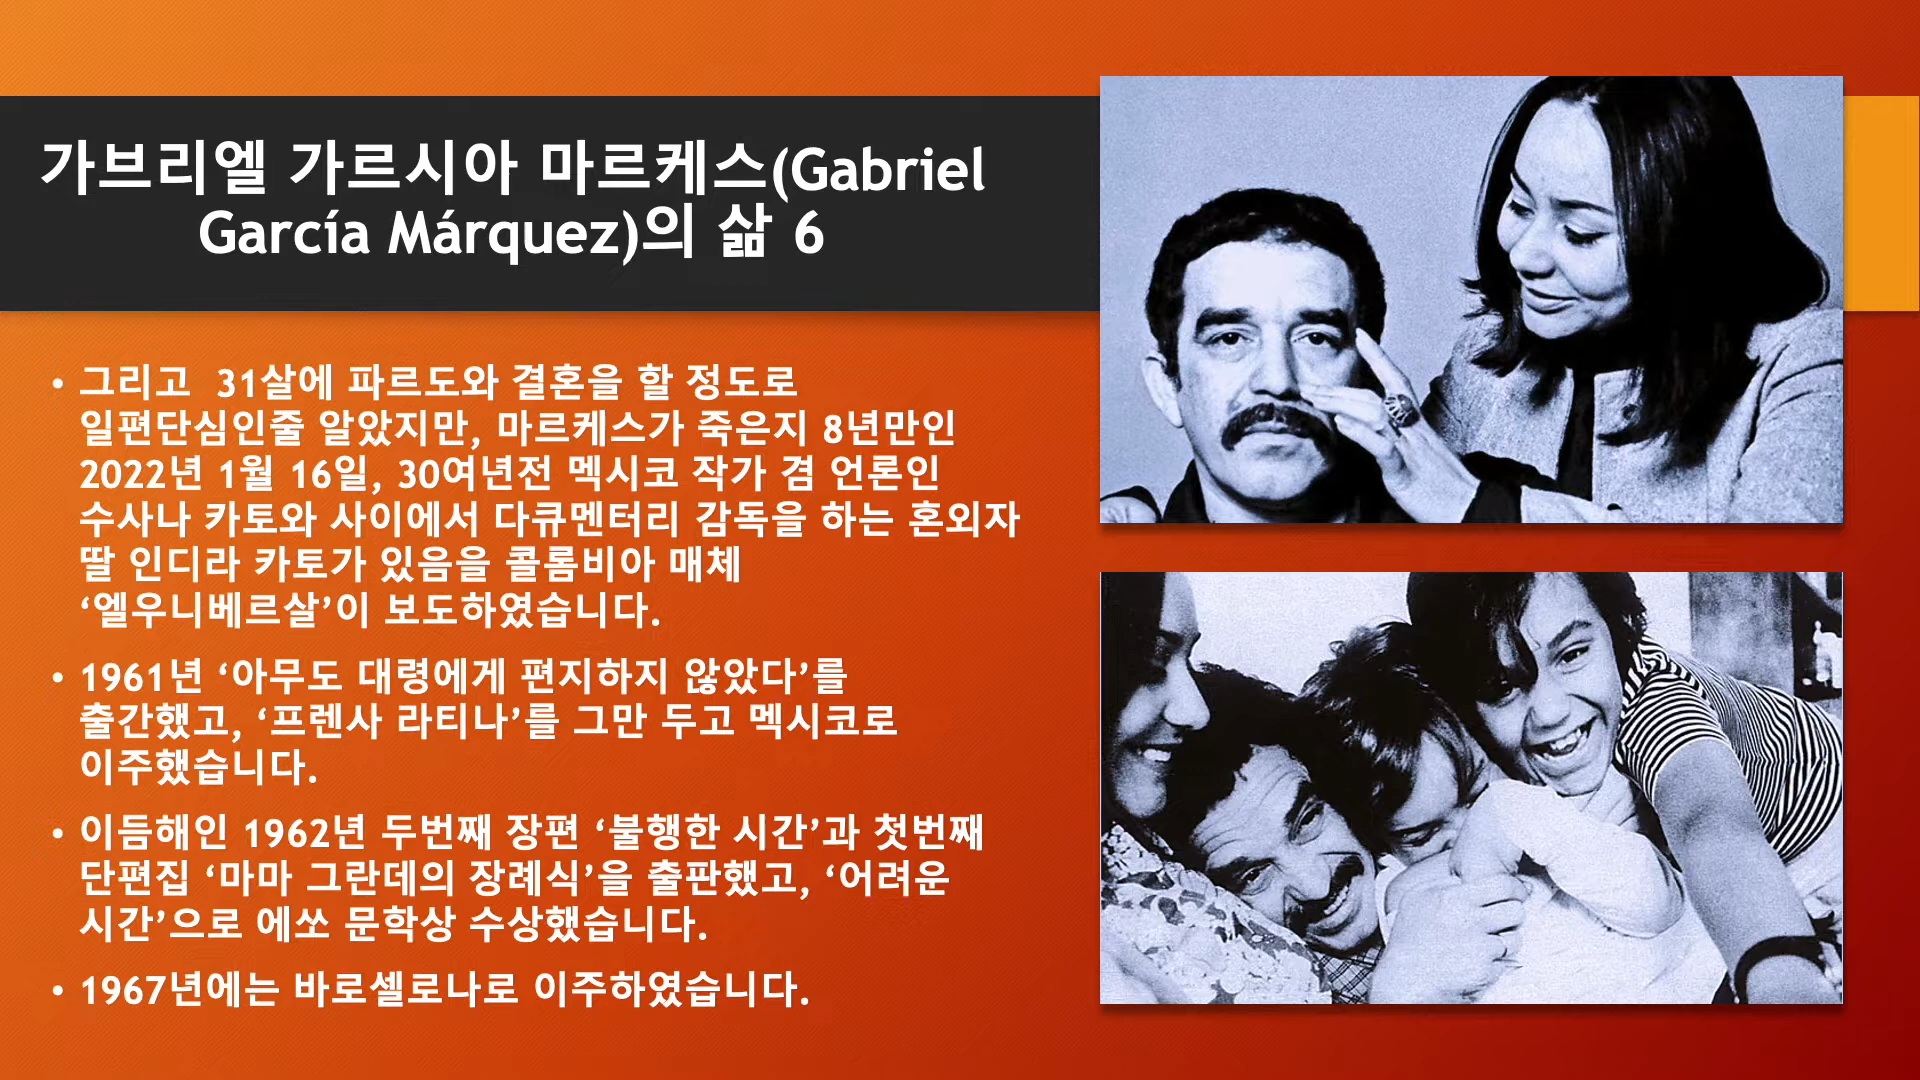 가브리엘 가르시아 마르케스(Gabriel
García Márquez)의 삶 6
• 그리고 31살에 파르도와 결혼을 할 정도로
일편단심인줄 알았지만, 마르케스가 죽은지 8년만인
2022년 1월 16일, 30여년전 멕시코 작가 겸 언론인
수사나 카토와 사이에서 다큐멘터리 감독을 하는 혼외자
딸 인디라 카토가 있음을 콜롬비아 매체
‘엘우니베르살’이 보도하였습니다.
• 1961년 ‘아무도 대령에게 편지하지 않았다’를
출간했고, ‘프렌사 라티나’를 그만 두고 멕시코로
이주했습니다.
• 이듬해인 1962년 두번째 장편 ‘불행한 시간’과 첫번째
단편집 ‘마마 그란데의 장례식’을 출판했고, ‘어려운
시간’으로 에쏘 문학상 수상했습니다.
• 1967년에는 바로셀로나로 이주하였습니다.